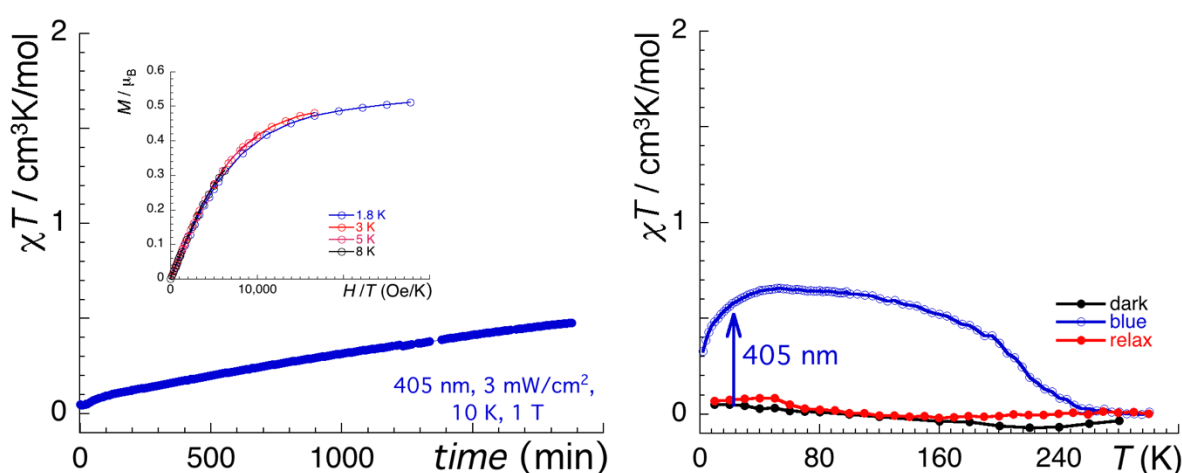 2
χT / cm³K/mol
1
0
0.6
M / μB
0.5
0.4
0.3
0.2
0.1
0
0
10,000
H/T (Oe/K)
1.8 K
3 K
5 K
8 K
405 nm, 3 mW/cm²,
10 K, 1 T
0
500
1000
time (min)
2
χT / cm³K/mol
1
0
dark
blue
relax
405 nm
0
80
160
240
T (K)